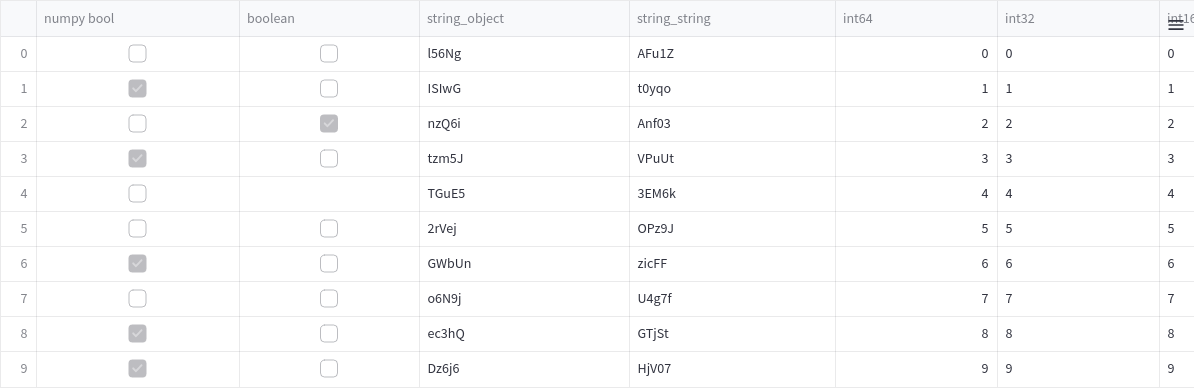 numpy bool boolean string_object string_string int64 int32 int16
0 l56Ng AFu1Z 0 0 0
1 ISIwG t0yqo 1 1 1
2 nzQ6i Anf03 2 2 2
3 tzm5J VPuUt 3 3 3
4 TGuE5 3EM6k 4 4 4
5 2rVej OPz9J 5 5 5
6 GWbUn zicFF 6 6 6
7 o6N9j U4g7f 7 7 7
8 ec3hQ GTjSt 8 8 8
9 Dz6j6 HjV07 9 9 9